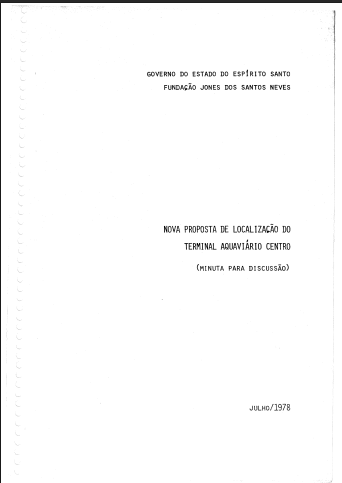 GOVERNO DO ESTADO DO ESPÍRITO SANTO
FUNDAÇÃO JONES DOS SANTOS NEVES
NOVA PROPOSTA DE LOCALIZAÇÃO DO
TERMINAL AQUAVIÁRIO CENTRO
(MINUTA PARA DISCUSSÃO)
JULHO/1978